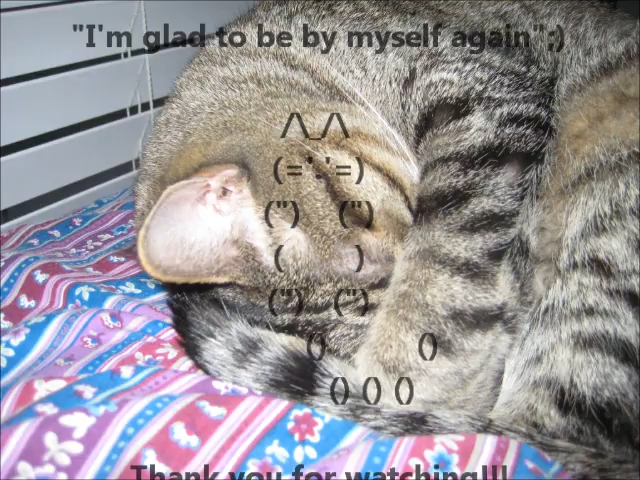 "I'm glad to be by myself again";)
/\_/\
(='.'=)
(")    (")
(        )
(")   (")
()          ()
() () ()
Thank you for watching!!!